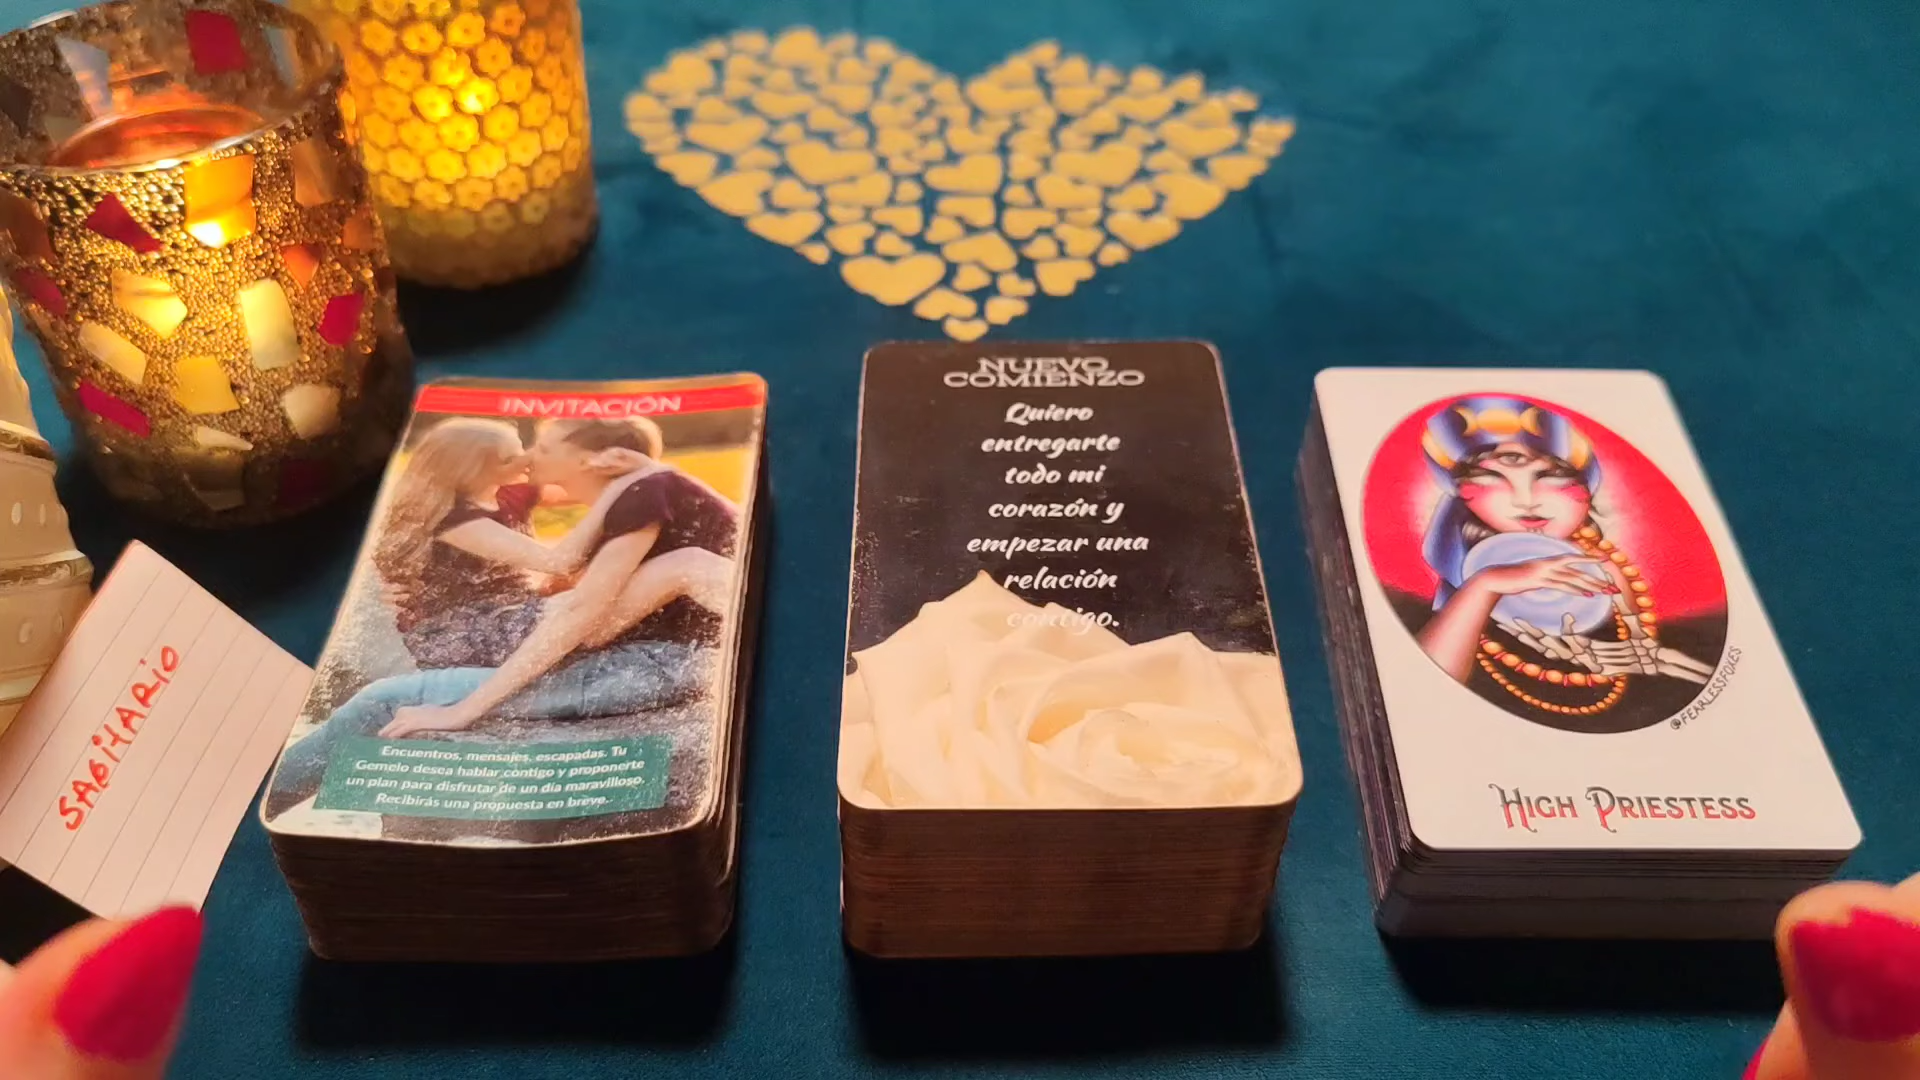 INVITACIÓN
Encuentros, mensajes, escapadas. Tu
Gemelo desea hablar contigo y proponerte
un plan para disfrutar de un día maravilloso.
Recibirás una propuesta en breve..
NUEVO
COMIENZO
Quiero
entregarte
todo mi
corazón y
empezar una
relación
contigo.
@FEARLESSFOXES
HIGH PRIESTESS
SAGITARIO